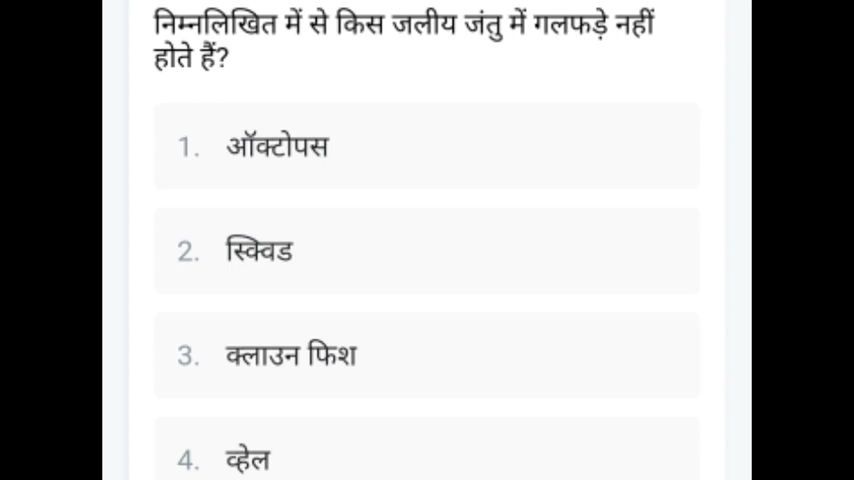 निम्नलिखित में से किस जलीय जंतु में गलफड़े नहीं
होते हैं?
1. ऑक्टोपस
2. स्क्विड
3. क्लाउन फिश
4. व्हेल